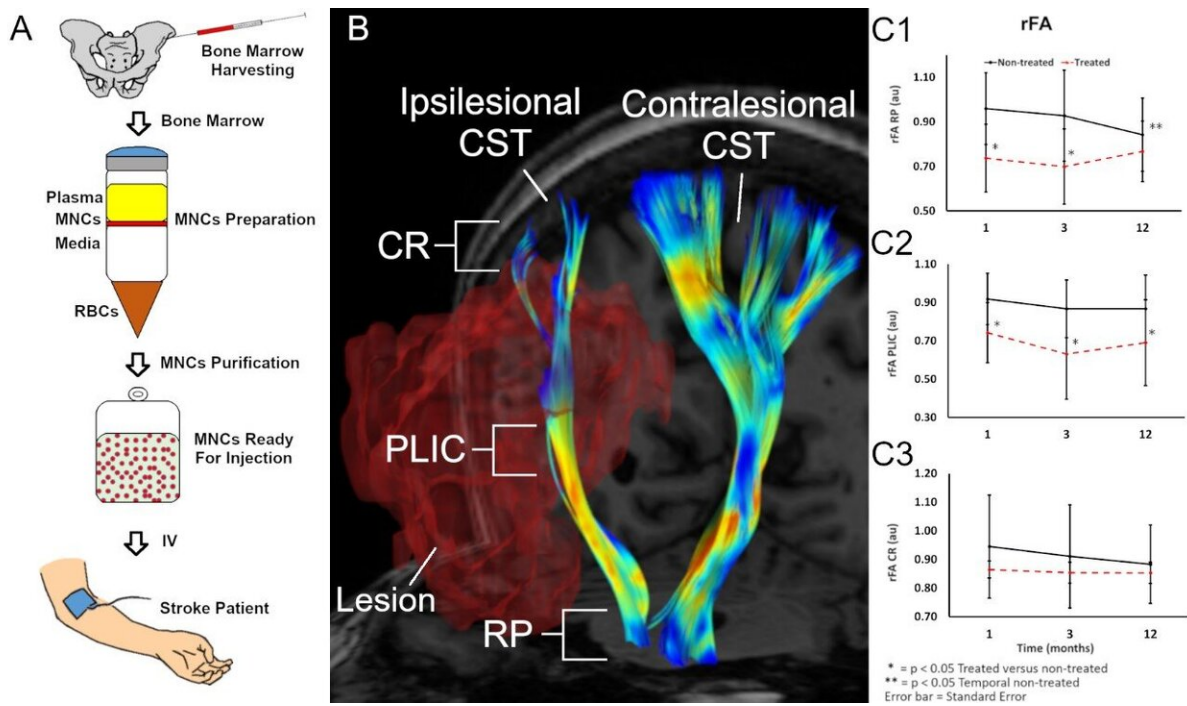 A
Bone Marrow
Harvesting
Bone Marrow
Plasma
MNCs
MNCs Preparation
Media
RBCs
MNCs Purification
MNCs Ready
For Injection
IV
Stroke Patient
B
Ipsilesional
CST
Contralesional
CST
CR
PLIC
Lesion
RP
rFA
C1
Non-treated
Treated
rFA RP (au)
1.10
0.90
0.70
0.50
*
*
**
1
3
12
C2
rFA PLIC (au)
1.10
0.90
0.70
0.50
0.30
*
*
*
1
3
12
C3
rFA CR (au)
1.20
1.10
1.00
0.90
0.80
0.70
1
3
12
Time (months)
* = p < 0.05 Treated versus non-treated
** = p < 0.05 Temporal non-treated
Error bar = Standard Error